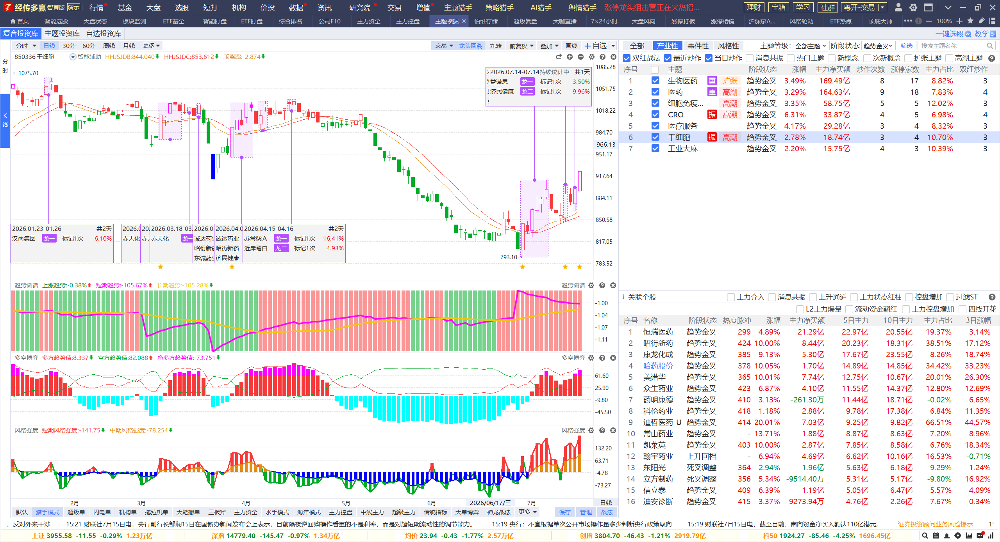 经传多赢 智尊版 演示 行情 基金 大盘 选股 短打 机构 价投 数据 资讯 研究院 交易 增值 主题猎手 策略猎手 AI猎手 舆情猎手 涨停龙头狙击营正在火热招... 理财 宝箱 学习 社群 粤开-交易
首页 智能选股 大盘状态 板块监测 ETF基金 智能盯盘 ETF盯盘 综合排名 公司F10 主力资金 主力控盘 主题挖掘 佰维存储 超级复盘 大咖直播 7×24小时 大盘风向 涨停打板 涨停棱镜 沪深京A... 风格轮动 ETF热点 顶底大师 100%
复合投资库 主题投资库 自选投资库 一键选股 教学
分时 日线 30分 60分 周线 月线 更多 交易 龙头回溯 九转 前复权 叠加 画线 自选
850336 干细胞 智能辅助 HHJSJDB:844.040 HHJSJDC:853.612 乖离率:-2.874
分时
K线
1075.70
1085.28
1051.75
1018.22
984.70
966.13
951.17
917.64
884.11
850.58
817.05
783.52
2026.07.14-07.14持续统计中 共1天
益诺思 龙一 标记1次 -3.50%
济民健康 龙二 标记1次 9.96%
793.10
2026.01.23-01.26 共2天
汉商集团 龙一 标记1次 6.10%
赤天化
2026.03.18-03.
赤天化 龙一
诚达药业
昭衍新药
东诚药业
诚达药业
昭衍新药
济民健康
2026.04.15-04.16 共2天
苏常柴A 龙一 标记1次 16.41%
近岸蛋白 龙二 标记1次 4.93%
趋势图谱 上涨趋势:-0.38% 短期趋势:-105.67% 长期趋势:-105.28% 趋势图谱
-1.00
-1.04
-1.07
-1.11
多空博弈 多方趋势值:8.337 空方趋势值:82.088 净多方趋势值:-73.751 多空博弈
61.60
25.90
-9.80
-45.50
风格强度 短期风格强度:-141.75 中期风格强度:-78.254 风格强度
132.20
63.71
-4.78
-73.27
2月 3月 4月 5月 6月 2026/06/17/三 7月 日线
默认 猎手模式 超级单 闪电单 机构单 拖拉机单 大笔撤单 三板斧 主力资金 水手模式 海洋模式 主力控盘 中线主力 超级主力 传统指标 大单博弈 神龙战法 更多 保存 管理 战法
全部 产业性 事件性 风格性 主题等级: 全部主题 阶段状态: 趋势金叉 筛选 搜索主题名称
双红战法 最近炒作 当日炒作 消息共振 热门主题 新概念 次新概念 扩张主题 高潮主题
序号 主题 阶段状态 涨幅 主力净买额 炒作次数 涨停家数 主力占比 双红炒作
1 生物医药 重 扩张 趋势金叉 3.49% 169.49亿 8 17 8.82% 3
2 医药 重 高潮 趋势金叉 3.29% 164.63亿 9 18 7.83% 4
3 细胞免疫... 高潮 趋势金叉 3.35% 58.75亿 5 5 12.02% 3
4 CRO 振 高潮 趋势金叉 6.31% 33.87亿 4 5 6.98% 4
5 医疗服务 趋势金叉 4.17% 29.28亿 3 4 8.32% 3
6 干细胞 振 高潮 趋势金叉 2.78% 18.74亿 3 4 10.70% 3
7 工业大麻 趋势金叉 2.20% 15.75亿 4 3 10.39% 3
关联个股 主力介入 消息共振 上升通道 主力状态红柱 控盘增加 过滤ST
L2主力爆量 流动资金翻红 主力控盘增加 四线开花
序号 名称 阶段状态 热度脉冲 涨幅 主力净买额 5日主力 10日主力 主力占比 3日涨幅
1 恒瑞医药 趋势金叉 299 4.89% 21.29亿 22.97亿 20.55亿 19.37% 3.14%
2 昭衍新药 趋势金叉 424 10.00% 8.44亿 20.23亿 18.31亿 38.51% 17.12%
3 康龙化成 趋势金叉 385 9.13% 5.30亿 17.67亿 23.55亿 8.26% 18.74%
4 哈药股份 趋势金叉 378 10.05% 1.70亿 14.89亿 14.85亿 34.42% 33.23%
5 美诺华 趋势金叉 365 10.01% 7.74亿 12.75亿 10.67亿 20.01% 26.30%
6 众生药业 趋势金叉 423 6.87% 4.10亿 11.55亿 14.37亿 12.80% 12.69%
7 药明康德 趋势金叉 410 3.13% -261.30万 11.44亿 18.71亿 -0.02% 6.65%
8 科伦药业 趋势金叉 418 1.18% 2.88亿 9.78亿 17.38亿 6.84% 11.35%
9 迪哲医药-U 趋势金叉 414 20.01% 7.03亿 9.25亿 9.82亿 66.51% 44.57%
10 常山药业 趋势金叉 - 13.71% 1.88亿 8.87亿 8.63亿 7.20% 8.96%
11 凯莱英 趋势金叉 403 10.00% 2.87亿 7.85亿 8.58亿 6.76% 18.34%
12 翰宇药业 上升回档 - 6.94% 4.69亿 6.62亿 10.16亿 16.53% -0.71%
13 东阳光 死叉调整 364 -2.94% -1.96亿 5.63亿 6.18亿 -9.29% 1.24%
14 立方制药 死叉调整 356 5.34% -9514.40万 5.31亿 5.17亿 -9.80% 16.92%
15 信立泰 趋势金叉 409 6.39% 1.19亿 5.05亿 6.47亿 5.57% 4.09%
16 迪安诊断 趋势金叉 415 3.37% 9273.94万 4.76亿 2.26亿 7.67% 0.34%
、反对外来干涉 15:21 财联社7月15日电，央行副行长邹澜15日在国新办新闻发布会上表示，目前隔夜逆回购操作看重的不是利率，而是对超短期流动性的调节能力。 15:19 央行：不宜根据单次公开市场操作量多少判断央行政策取向 15:19 财联社7月15日电，截至目前，南向资金净买入额达110亿港元。 证券投资顾问业务风险提示
上证 3955.58 -11.55 -0.29% 1.23万亿 深指 14779.40 -145.47 -0.97% 1.34万亿 均价 23.94 -0.43 -1.77% 2.57万亿 创指 3804.70 -46.43 -1.21% 2919.79亿 科50 1924.27 -85.46 -4.25% 1696.45亿